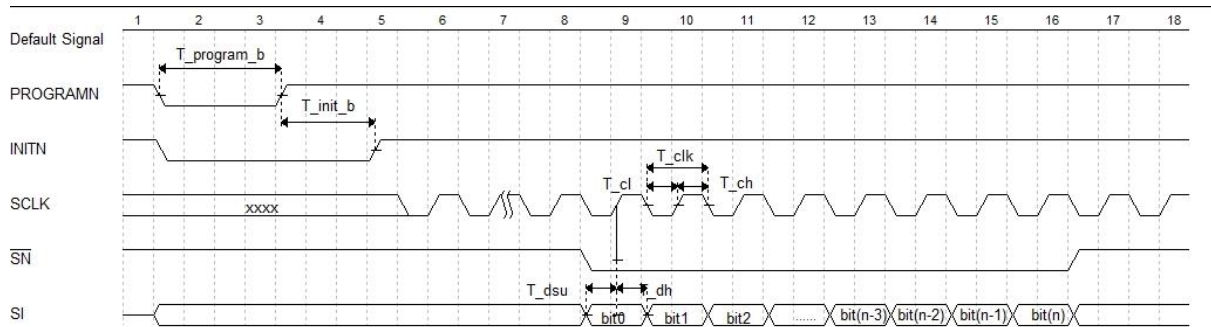 1 2 3 4 5 6 7 8 9 10 11 12 13 14 15 16 17 18
Default Signal
T_program_b
PROGRAMN
T_init_b
INITN
T_clk
T_cl T_ch
SCLK xxxx
SN
T_dsu _dh
SI bit0 bit1 bit2 ...... bit(n-3) bit(n-2) bit(n-1) bit(n)